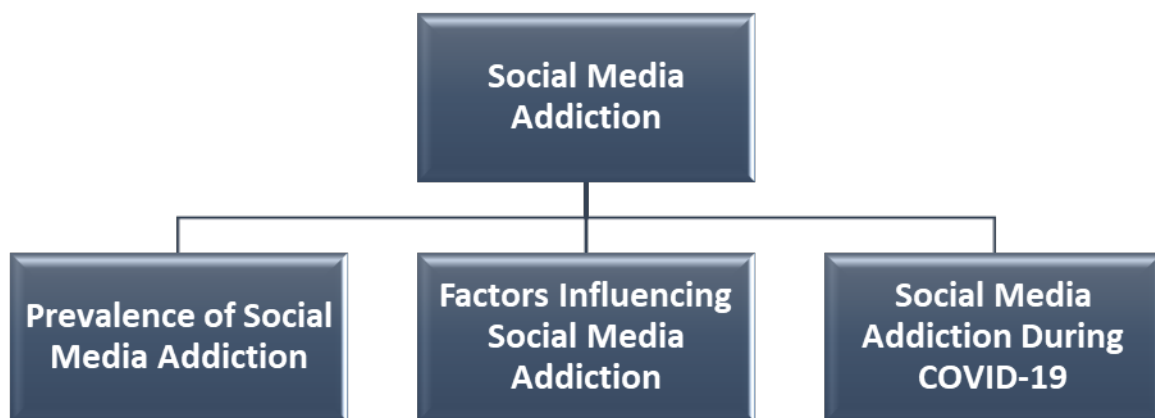 Social Media
Addiction
Prevalence of Social
Media Addiction
Factors Influencing
Social Media
Addiction
Social Media
Addiction During
COVID-19